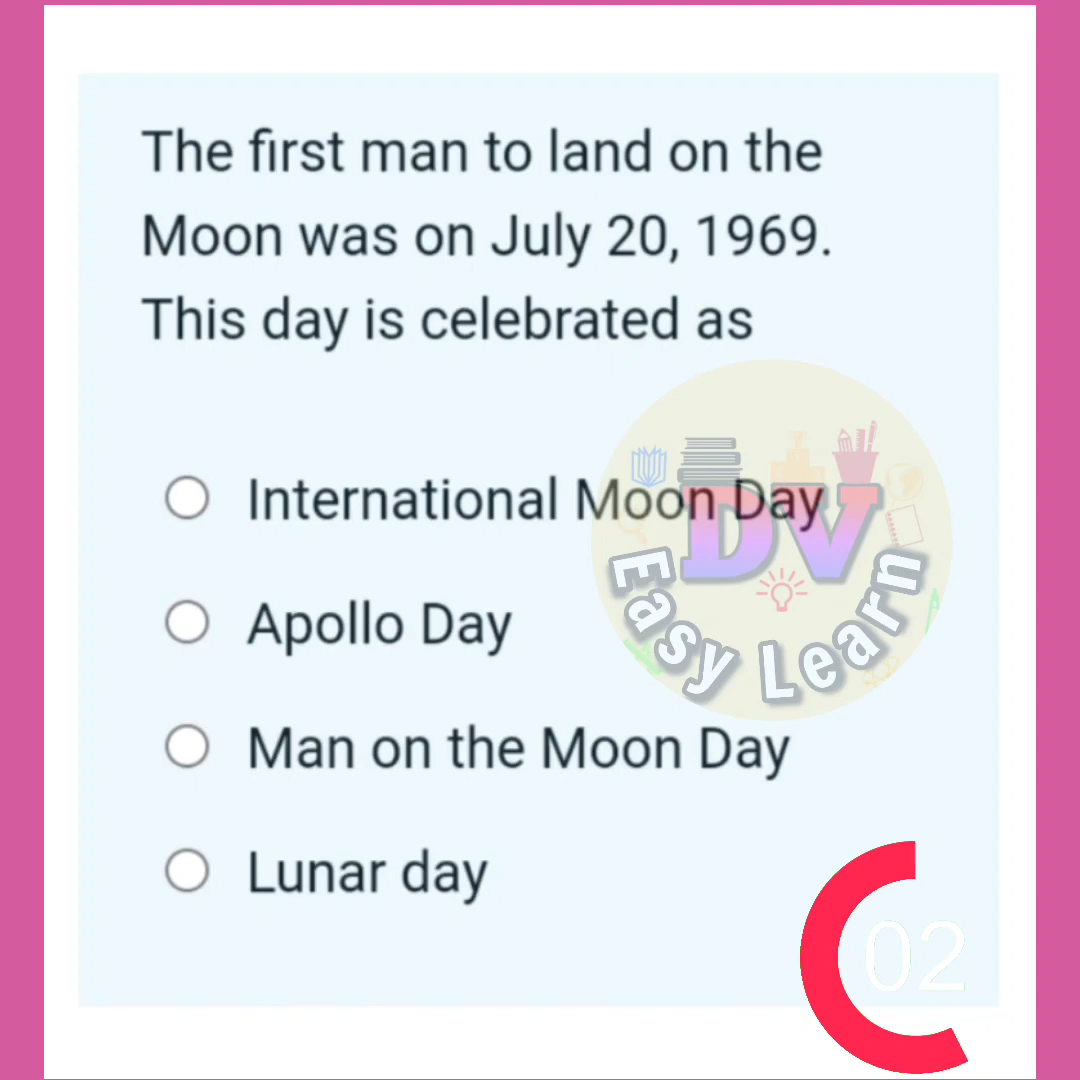 The first man to land on the
Moon was on July 20, 1969.
This day is celebrated as
International Moon Day
DV
Easy Learn
Apollo Day
Man on the Moon Day
Lunar day
02